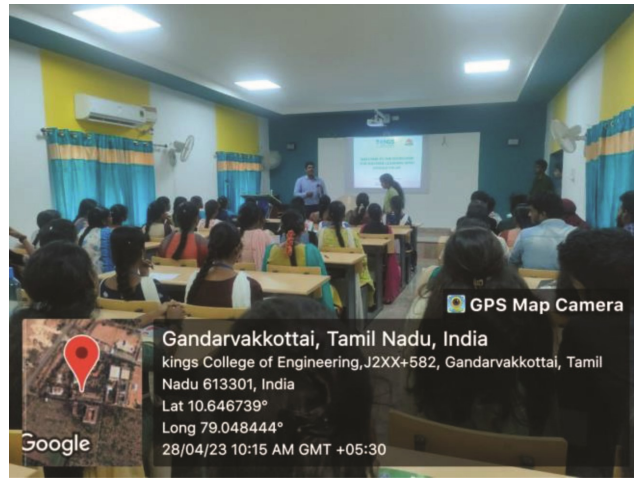 KINGS
GPS Map Camera
Gandarvakkottai, Tamil Nadu, India
kings College of Engineering,J2XX+582, Gandarvakkottai, Tamil
Nadu 613301, India
Lat 10.646739°
Long 79.048444°
28/04/23 10:15 AM GMT +05:30
Google